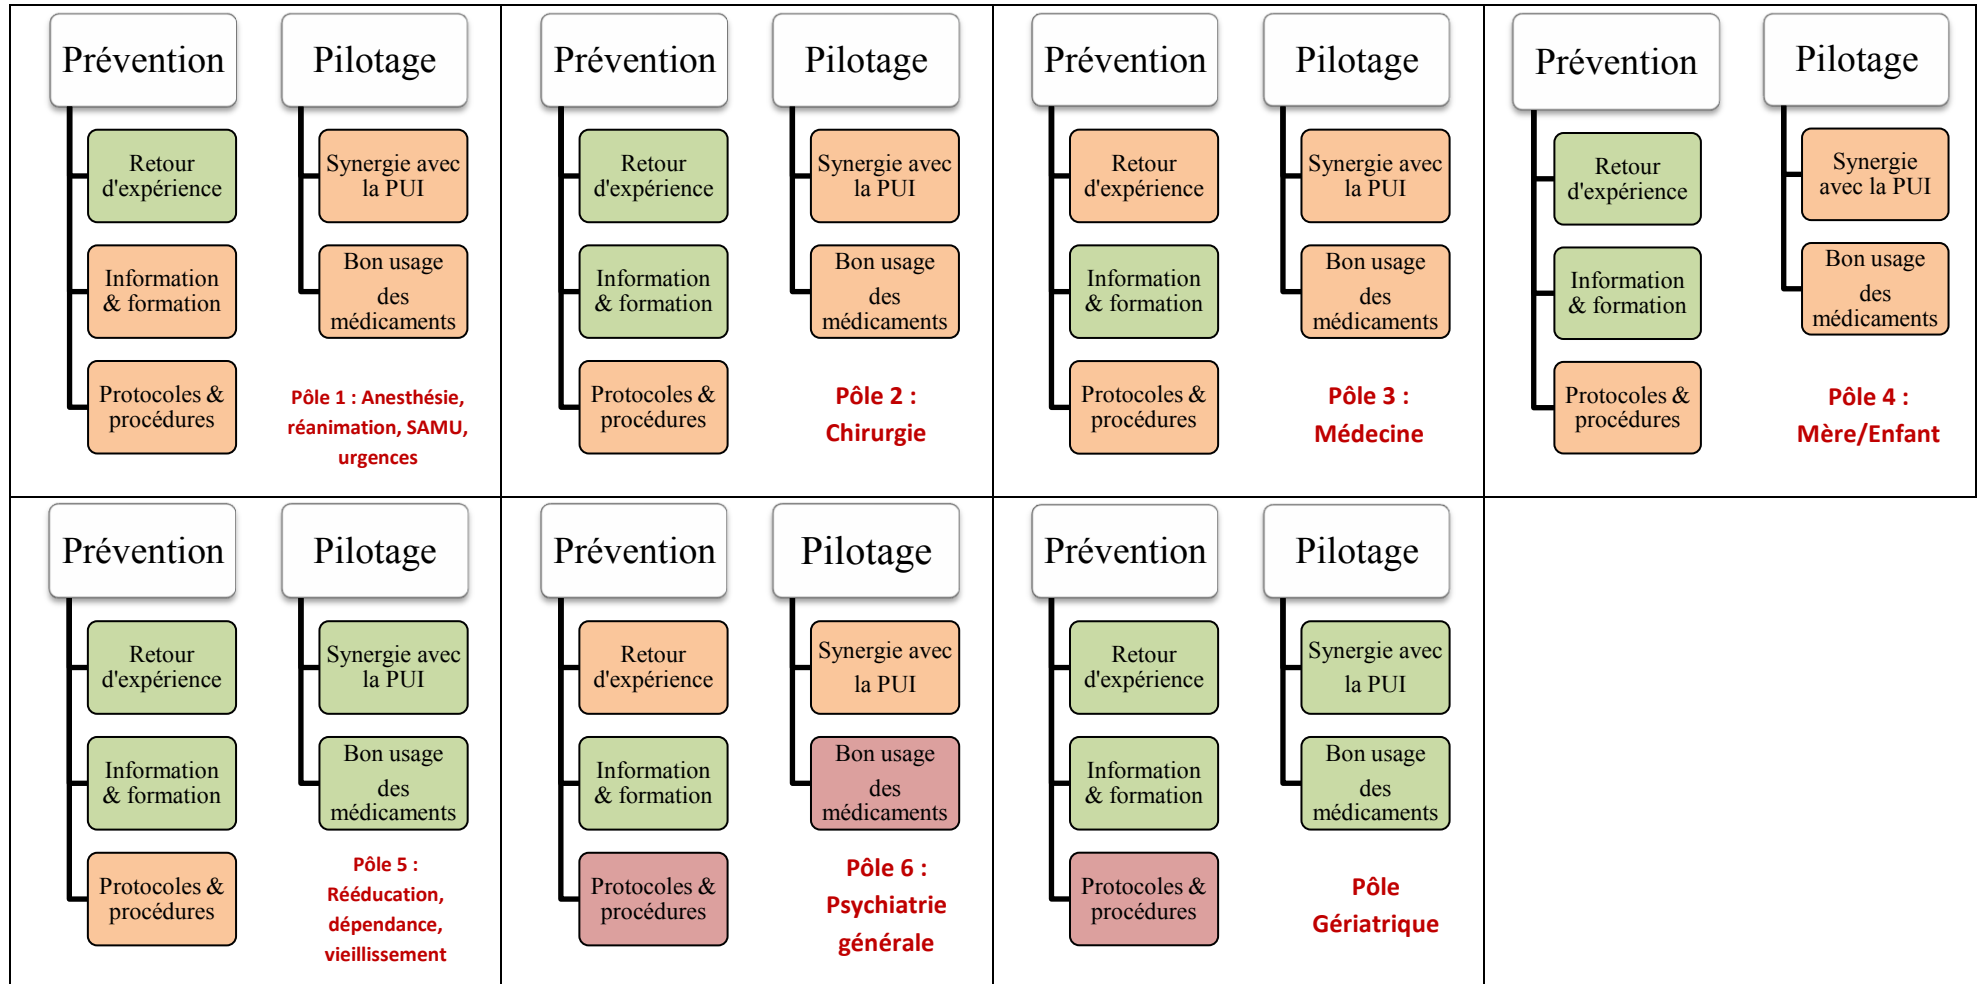 Prévention
Pilotage
Retour
d'expérience
Synergie avec
la PUI
Information
& formation
Bon usage
des
médicaments
Protocoles &
procédures
Pôle 1 : Anesthésie,
réanimation, SAMU,
urgences
Prévention
Pilotage
Retour
d'expérience
Synergie avec
la PUI
Information
& formation
Bon usage
des
médicaments
Protocoles &
procédures
Pôle 2 :
Chirurgie
Prévention
Pilotage
Retour
d'expérience
Synergie avec
la PUI
Information
& formation
Bon usage
des
médicaments
Protocoles &
procédures
Pôle 3 :
Médecine
Prévention
Pilotage
Retour
d'expérience
Synergie
avec la PUI
Information
& formation
Bon usage
des
médicaments
Protocoles &
procédures
Pôle 4 :
Mère/Enfant
Prévention
Pilotage
Retour
d'expérience
Synergie avec
la PUI
Information
& formation
Bon usage
des
médicaments
Protocoles &
procédures
Pôle 5 :
Rééducation,
dépendance,
vieillissement
Prévention
Pilotage
Retour
d'expérience
Synergie avec
la PUI
Information
& formation
Bon usage
des
médicaments
Protocoles &
procédures
Pôle 6 :
Psychiatrie
générale
Prévention
Pilotage
Retour
d'expérience
Synergie avec
la PUI
Information
& formation
Bon usage
des
médicaments
Protocoles &
procédures
Pôle
Gériatrique